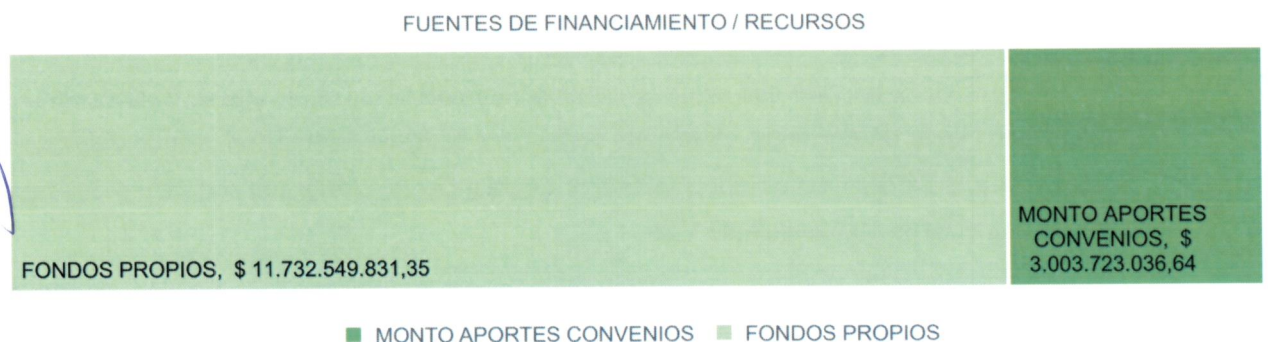 FUENTES DE FINANCIAMIENTO / RECURSOS
FONDOS PROPIOS, $ 11.732.549.831,35
MONTO APORTES
CONVENIOS, $
3.003.723.036,64
MONTO APORTES CONVENIOS FONDOS PROPIOS